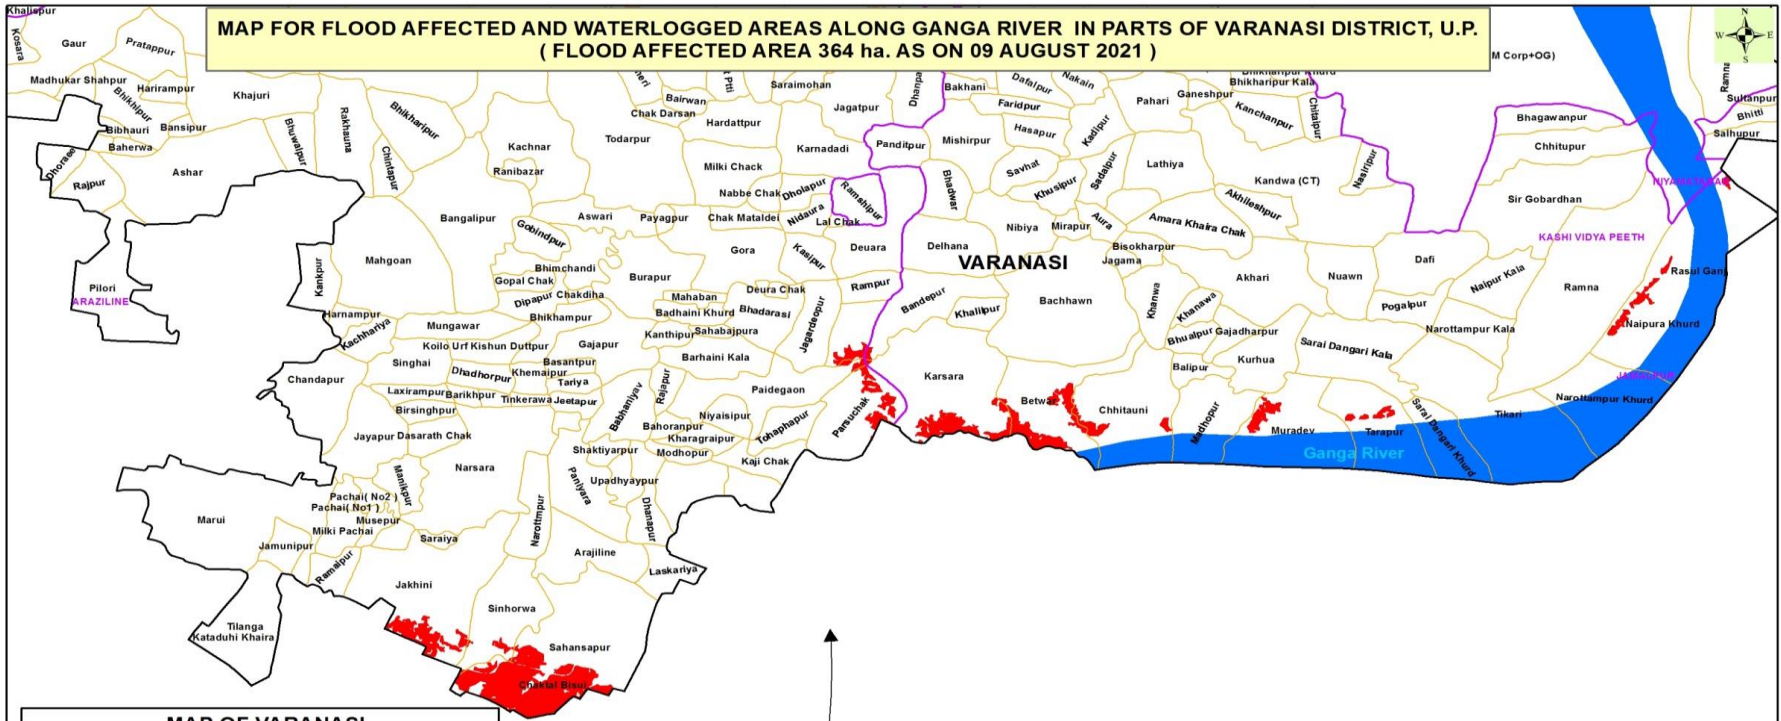 MAP FOR FLOOD AFFECTED AND WATERLOGGED AREAS ALONG GANGA RIVER IN PARTS OF VARANASI DISTRICT, U.P.
( FLOOD AFFECTED AREA 364 ha. AS ON 09 AUGUST 2021 )
N
W E
S
Khalispur
Kosara
Gaur
Pratappur
Madhukar Shahpur
Harirampur
Bhikhipur
Khajuri
Bibhauri
Bansipur
Baherwa
Dhorase
Rajpur
Ashar
Bhuwalpur
Rakhauna
Bhikharipur
Chintapur
Kachnar
Ranibazar
Todarpur
Bairwan
Chak Darsan
Hardattpur
Saraimohan
Jagatpur
Karnadadi
Milki Chack
Nabbe Chak
Dholapur
Ramshipur
Nidaura
Lal Chak
Chak Mataldei
Payagpur
Aswari
Bangalipur
Gobindpur
Gora
Kasipur
Deuara
Panditpur
Bakhani
Dafalpur
Nakain
Faridpur
Hasapur
Kadipur
Mishirpur
Savhat
Khusipur
Sadalpur
Bhadwar
Pahari
Ganeshpur
Bhikharipur Kala
Kanchanpur
Chitaipur
Lathiya
Kandwa (CT)
Nasiripur
Akhileshpur
Nibiya
Mirapur
Aura
Amara Khaira Chak
Delhana
VARANASI
Bisokharpur
Jagama
M Corp+OG)
Ramna
Sultanpur
Bhitti
Salhupur
Bhagawanpur
Chhitupur
Sir Gobardhan
KASHI VIDYA PEETH
Dafi
Nuawn
Akhari
Naipur Kala
Ramna
Rasul Ganj
Pilori
ARAZILINE
Kankpur
Mahgoan
Bhimchandi
Gopal Chak
Dipapur
Chakdiha
Bhikhampur
Burapur
Mahaban
Badhaini Khurd
Deura Chak
Bhadarasi
Rampur
Bandepur
Khalilpur
Bachhawn
Khanwa
Khanawa
Bhualpur
Gajadharpur
Pogalpur
Narottampur Kala
Naipura Khurd
Harnampur
Kachhariya
Mungawar
Koilo Urf Kishun Duttpur
Gajapur
Kanthipur
Sahabajpura
Jagardeopur
Barhaini Kala
Singhai
Dhadhorpur
Basantpur
Khemaipur
Tariya
Chandapur
Laxirampur
Barikhpur
Tinkerawa
Jeetapur
Birsinghpur
Babhaniyav
Rajapur
Paidegaon
Niyaisipur
Parsuchak
Karsara
Betwar
Chhitauni
Balipur
Kurhua
Sarai Dangari Kala
Madhopur
Muradev
Tarapur
Sarai Dangari Khurd
Tikari
Narottampur Khurd
Ganga River
Jayapur
Dasarath Chak
Bahoranpur
Kharagraipur
Tohaphapur
Shaktiyarpur
Modhopur
Kaji Chak
Narsara
Manikpur
Paniyara
Upadhyaypur
Dhanapur
Pachai( No2 )
Pachai( No1 )
Marui
Musepur
Milki Pachai
Jamunipur
Ramaipur
Saraiya
Narottmpur
Arajiline
Laskariya
Jakhini
Sinhorwa
Tilanga
Kataduhi Khaira
Sahansapur
Chaktal Bisui
MAP OF VARANASI